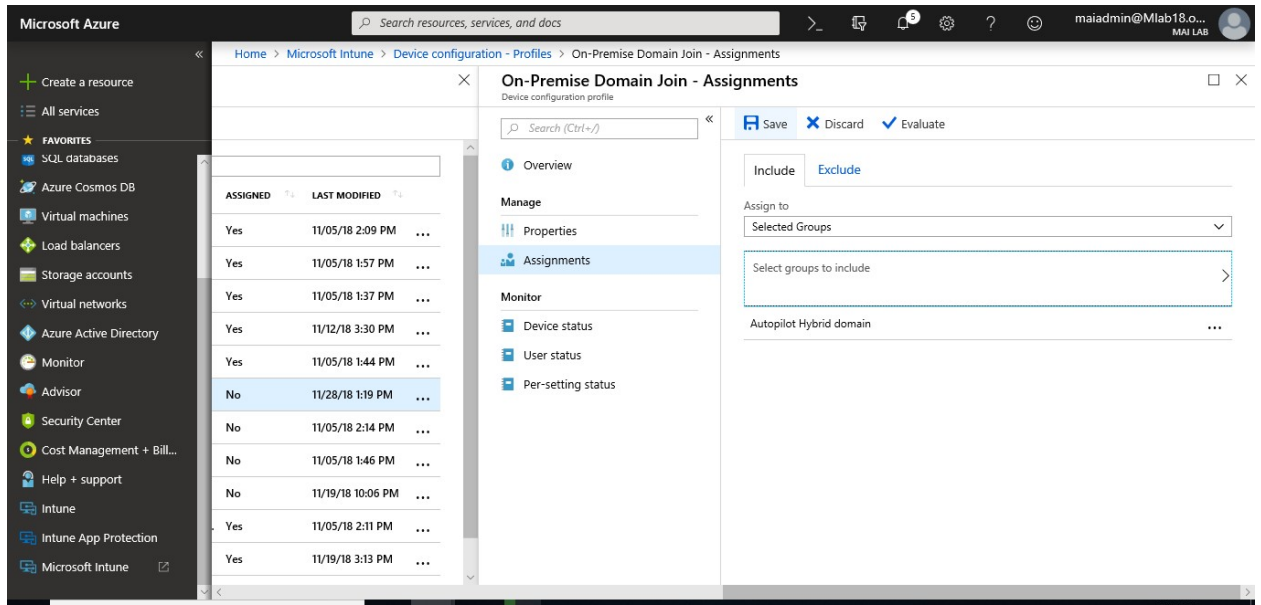 Microsoft Azure
Search resources, services, and docs
5
maiadmin@Mlab18.o...
MAI LAB
Home > Microsoft Intune > Device configuration - Profiles > On-Premise Domain Join - Assignments
Create a resource
All services
FAVORITES
SQL databases
Azure Cosmos DB
Virtual machines
Load balancers
Storage accounts
Virtual networks
Azure Active Directory
Monitor
Advisor
Security Center
Cost Management + Bill...
Help + support
Intune
Intune App Protection
Microsoft Intune
ASSIGNED LAST MODIFIED
Yes 11/05/18 2:09 PM ...
Yes 11/05/18 1:57 PM ...
Yes 11/05/18 1:37 PM ...
Yes 11/12/18 3:30 PM ...
Yes 11/05/18 1:44 PM ...
No 11/28/18 1:19 PM ...
No 11/05/18 2:14 PM ...
No 11/05/18 1:46 PM ...
No 11/19/18 10:06 PM ...
Yes 11/05/18 2:11 PM ...
Yes 11/19/18 3:13 PM ...
On-Premise Domain Join - Assignments
Device configuration profile
Search (Ctrl+/)
Overview
Manage
Properties
Assignments
Monitor
Device status
User status
Per-setting status
Save Discard Evaluate
Include Exclude
Assign to
Selected Groups
Select groups to include
Autopilot Hybrid domain ...